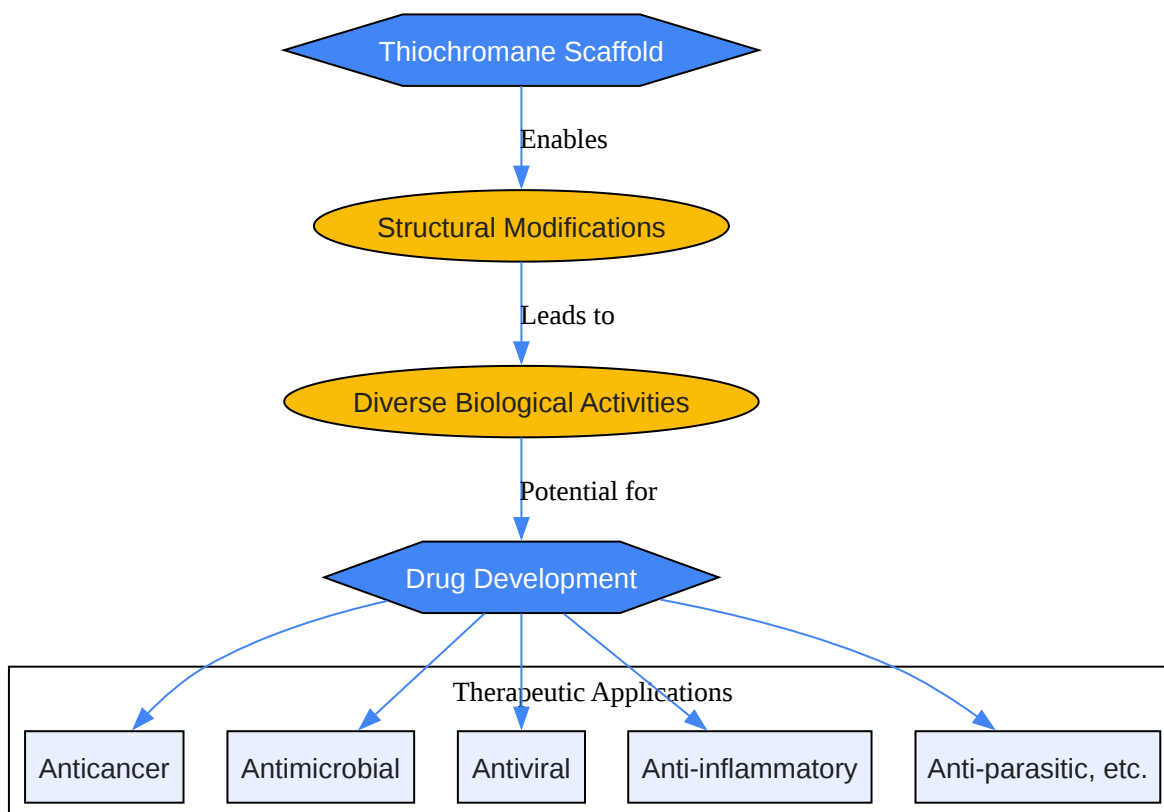 Thiochromane Scaffold
Enables
Structural Modifications
Leads to
Diverse Biological Activities
Potential for
Drug Development
Therapeutic Applications
Anticancer
Antimicrobial
Antiviral
Anti-inflammatory
Anti-parasitic, etc.